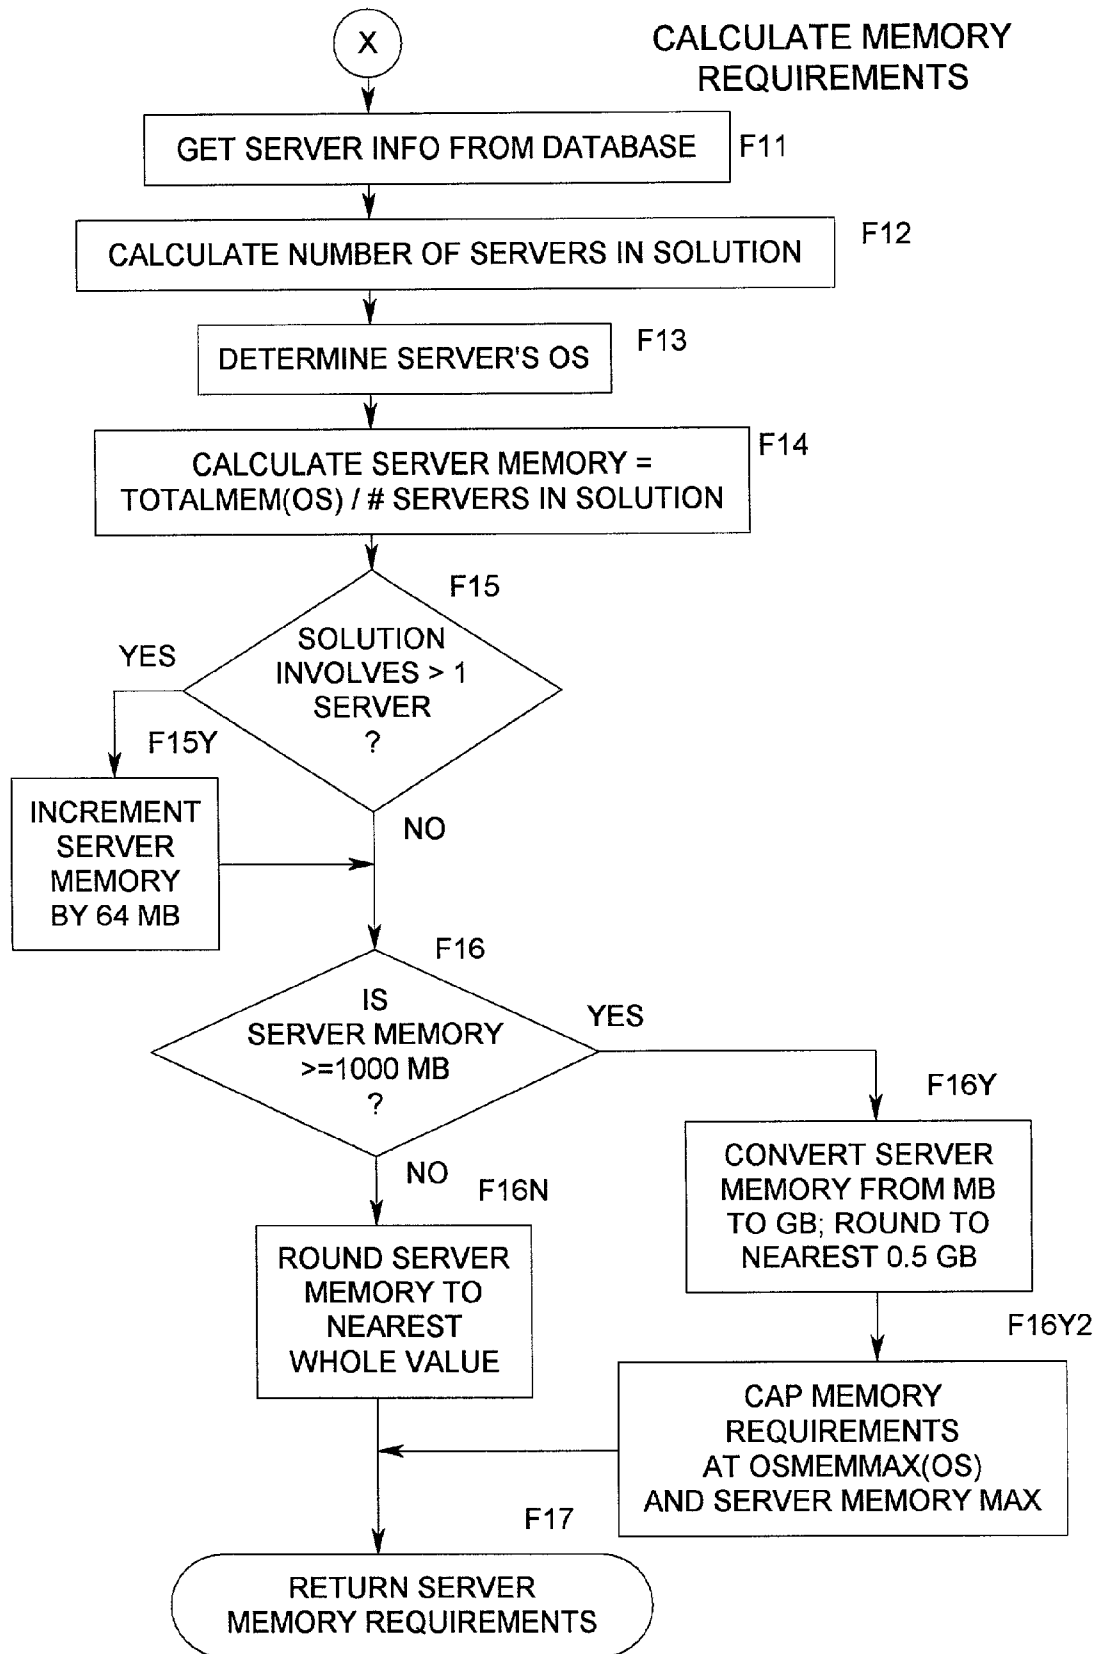 X
CALCULATE MEMORY
REQUIREMENTS
GET SERVER INFO FROM DATABASE
F11
CALCULATE NUMBER OF SERVERS IN SOLUTION
F12
DETERMINE SERVER'S OS
F13
CALCULATE SERVER MEMORY =
TOTALMEM(OS) / # SERVERS IN SOLUTION
F14
F15
SOLUTION
INVOLVES > 1
SERVER
?
YES
F15Y
INCREMENT
SERVER
MEMORY
BY 64 MB
NO
F16
IS
SERVER MEMORY
>=1000 MB
?
YES
F16Y
CONVERT SERVER
MEMORY FROM MB
TO GB; ROUND TO
NEAREST 0.5 GB
NO
F16N
ROUND SERVER
MEMORY TO
NEAREST
WHOLE VALUE
F16Y2
CAP MEMORY
REQUIREMENTS
AT OSMEMMAX(OS)
AND SERVER MEMORY MAX
F17
RETURN SERVER
MEMORY REQUIREMENTS